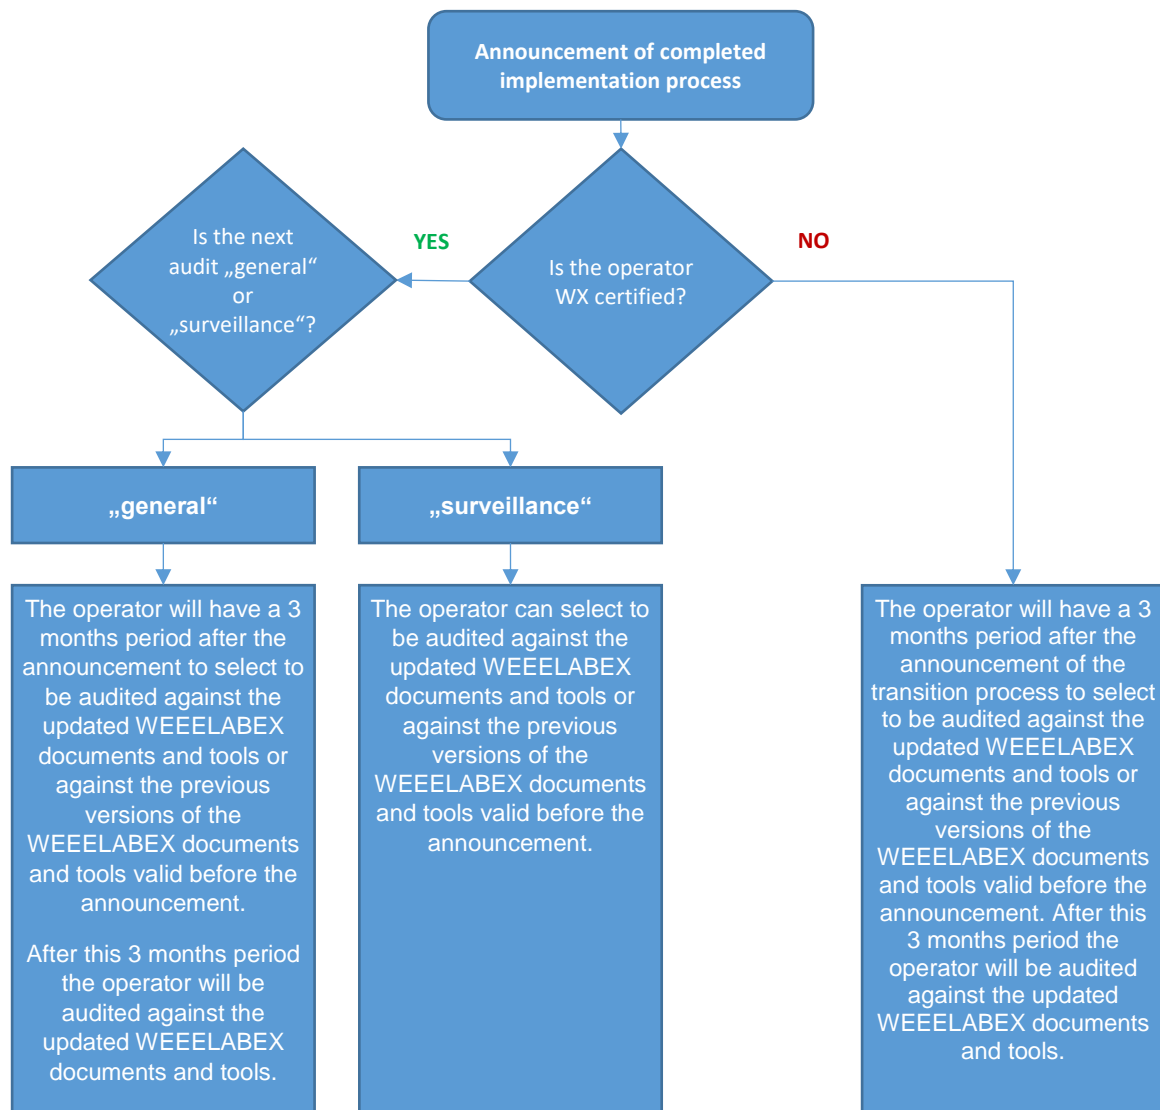 Announcement of completed
implementation process
Is the next
audit „general“
or
„surveillance“?
YES
Is the operator
WX certified?
NO
„general“
„surveillance“
The operator will have a 3
months period after the
announcement to select to
be audited against the
updated WEEELABEX
documents and tools or
against the previous
versions of the
WEEELABEX documents
and tools valid before the
announcement.
After this 3 months period
the operator will be
audited against the
updated WEEELABEX
documents and tools.
The operator can select to
be audited against the
updated WEEELABEX
documents and tools or
against the previous
versions of the
WEEELABEX documents
and tools valid before the
announcement.
The operator will have a 3
months period after the
announcement of the
transition process to select
to be audited against the
updated WEEELABEX
documents and tools or
against the previous
versions of the
WEEELABEX documents
and tools valid before the
announcement. After this
3 months period the
operator will be audited
against the updated
WEEELABEX documents
and tools.